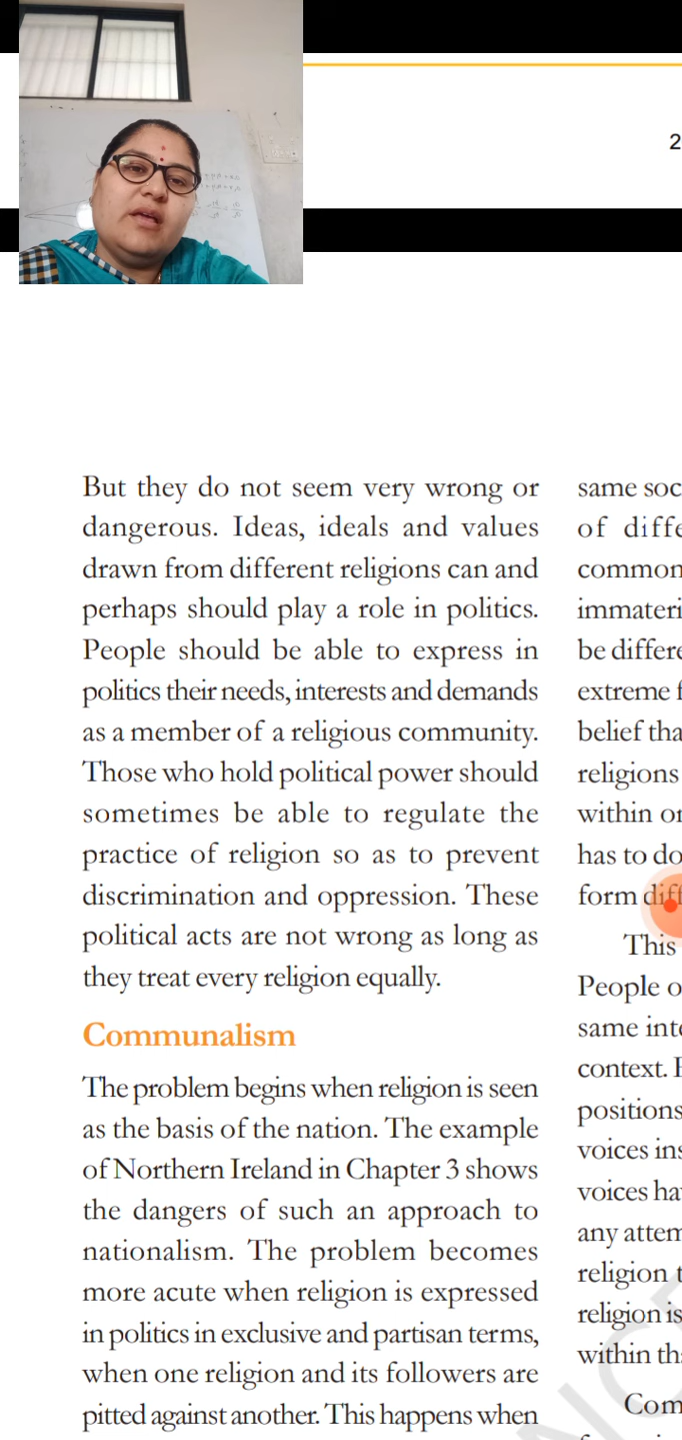 2
But they do not seem very wrong or
dangerous. Ideas, ideals and values
drawn from different religions can and
perhaps should play a role in politics.
People should be able to express in
politics their needs, interests and demands
as a member of a religious community.
Those who hold political power should
sometimes be able to regulate the
practice of religion so as to prevent
discrimination and oppression. These
political acts are not wrong as long as
they treat every religion equally.
Communalism
The problem begins when religion is seen
as the basis of the nation. The example
of Northern Ireland in Chapter 3 shows
the dangers of such an approach to
nationalism. The problem becomes
more acute when religion is expressed
in politics in exclusive and partisan terms,
when one religion and its followers are
pitted against another. This happens when
same soc
of diffe
common
immateri
be differe
extreme f
belief tha
religions
within or
has to do
form diff
This
People o
same inte
context.
positions
voices ins
voices ha
any attem
religion t
religion is
within th
Com